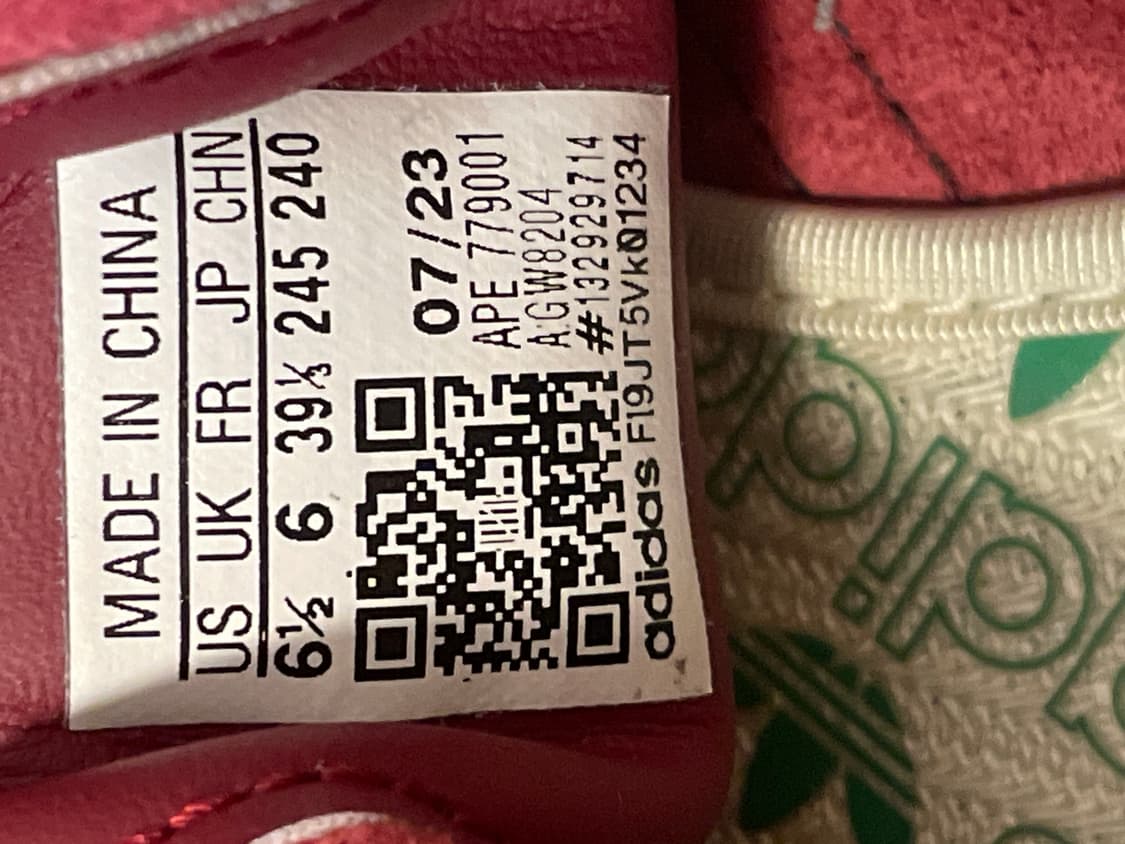 MADE IN CHINA
US UK FR JP CHN
6½ 6 39⅓ 245 240
07/23
APE 779001
A:GW8204
#132929714
adidas F19JT5Vk01234
adidas